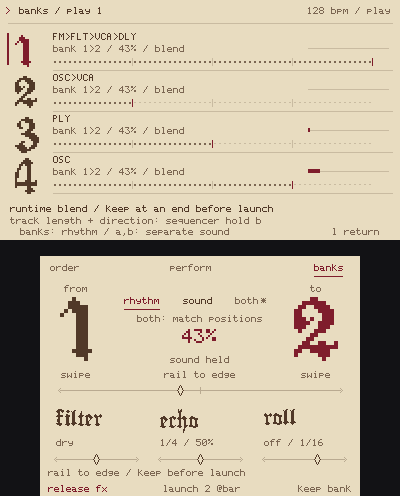 > banks / play 1 128 bpm / play
1 FM>FLT>VCA>DLY
bank 1>2 / 43% / blend
2 OSC>VCA
bank 1>2 / 43% / blend
3 PLY
bank 1>2 / 43% / blend
4 OSC
bank 1>2 / 43% / blend
runtime blend / Keep at an end before launch
track length + direction: sequencer hold b
banks: rhythm / a,b: separate sound 1 return
order perform banks
from to
1 rhythm sound both* 2
both: match positions
43%
sound held
swipe rail to edge swipe
filter echo roll
dry 1/4 / 50% off / 1/16
rail to edge / Keep before launch
release fx launch 2 @bar Keep bank